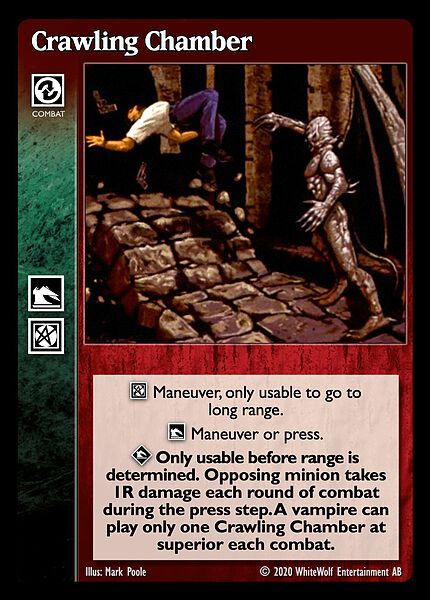 Crawling Chamber
COMBAT
Maneuver, only usable to go to
long range.
Maneuver or press.
Only usable before range is
determined. Opposing minion takes
1R damage each round of combat
during the press step. A vampire can
play only one Crawling Chamber at
superior each combat.
Illus: Mark Poole © 2020 WhiteWolf Entertainment AB